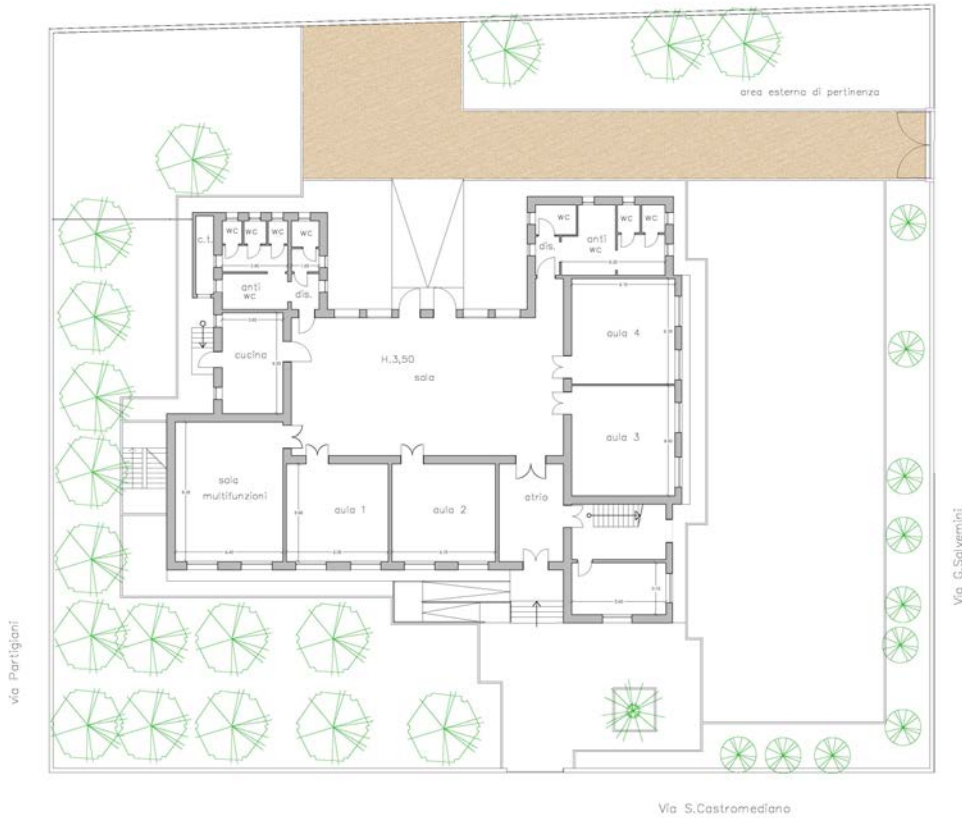 area esterna di pertinenza
wc
wc
wc
wc
wc
wc
wc
c.t.
dis.
anti
wc
anti
wc
dis.
cucina
H.3,50
sala
aula 4
aula 3
sala
multifunzioni
aula 1
aula 2
atrio
via Partigiani
Via G.Salvemini
Via S.Castromediano